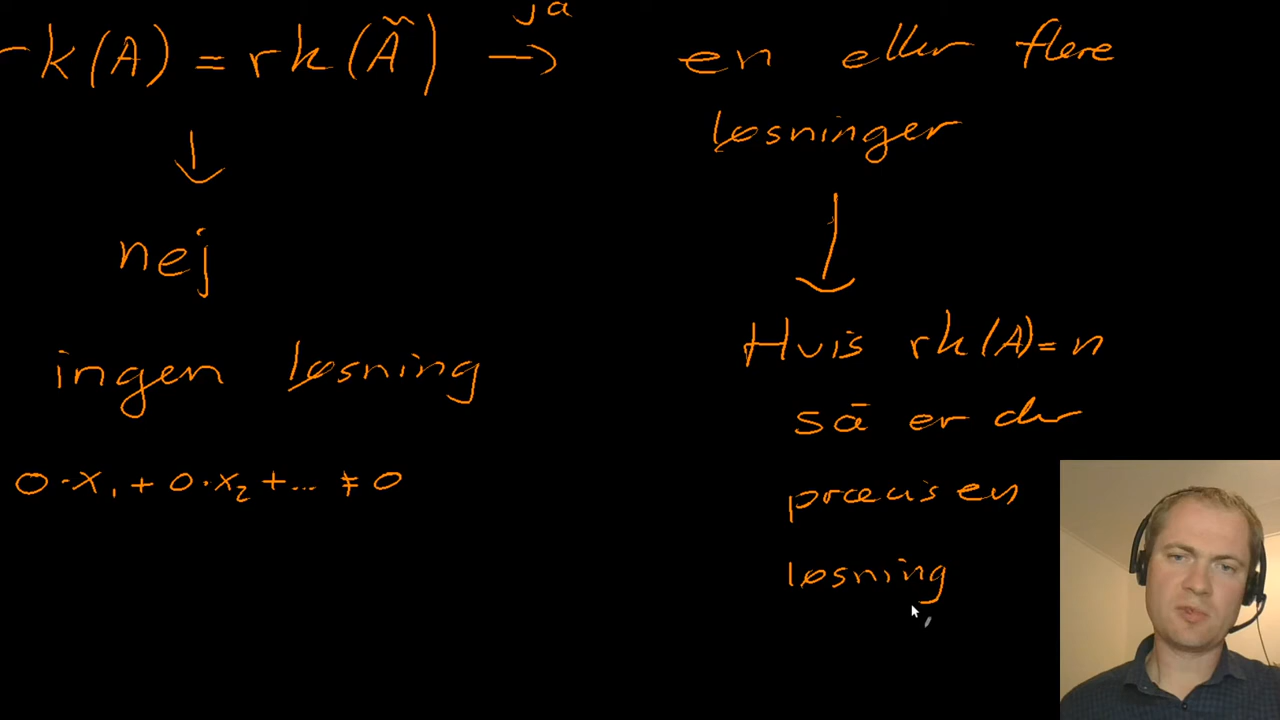 rk(A) = rk(Ã) → ja en eller flere
løsninger
↓
nej
ingen løsning
0·x₁ + 0·x₂ + ... ≠ 0
↓
Hvis rk(A) = n
så er der
præcis en
løsning